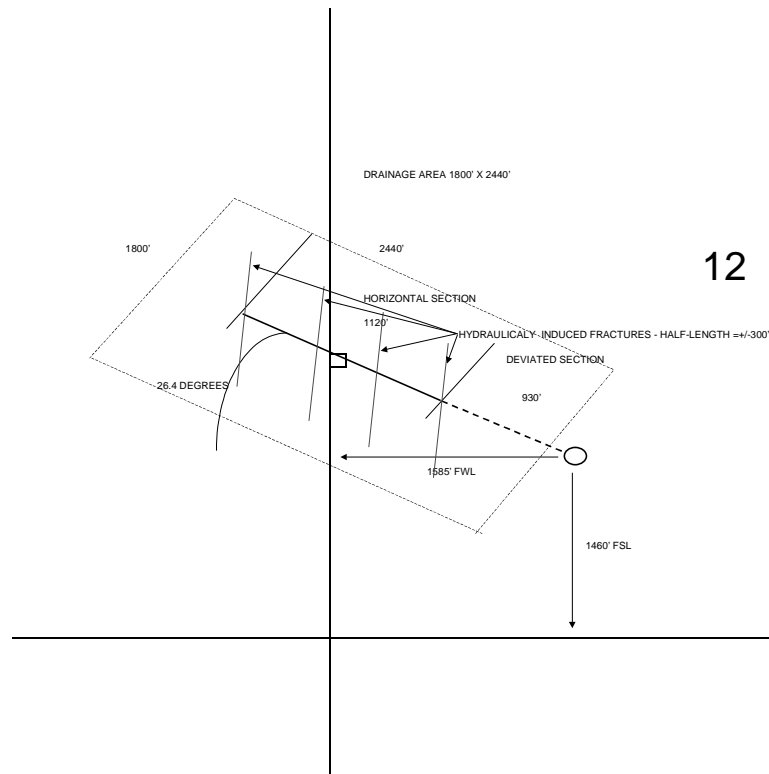 DRAINAGE AREA 1800' X 2440'
1800'
2440'
12
HORIZONTAL SECTION
1120'
HYDRAULICALY INDUCED FRACTURES - HALF-LENGTH =+/-300'
DEVIATED SECTION
26.4 DEGREES
930'
1585' FWL
1460' FSL